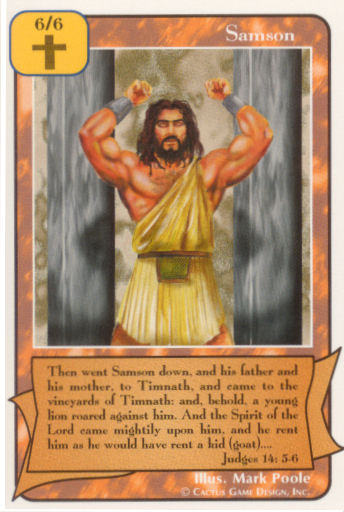 6/6
Samson
Then went Samson down, and his father and
his mother, to Timnath, and came to the
vineyards of Timnath: and, behold, a young
lion roared against him. And the Spirit of the
Lord came mightily upon him, and he rent
him as he would have rent a kid (goat)....
Judges 14: 5-6
Illus. Mark Poole
© Cactus Game Design, Inc.